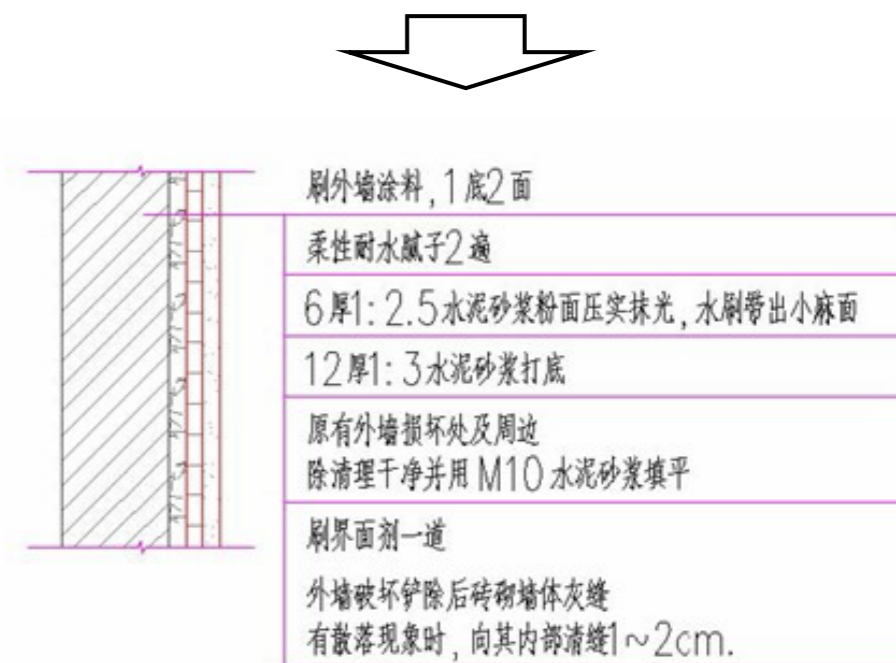 刷外墙涂料,1底2面
柔性耐水腻子2遍
6厚1:2.5水泥砂浆粉面压实抹光,水刷带出小麻面
12厚1:3水泥砂浆打底
原有外墙损坏处及周边
除清理干净并用M10水泥砂浆填平
刷界面剂一道
外墙破坏铲除后砖砌墙体灰缝
有散落现象时,向其内部清缝1~2cm.